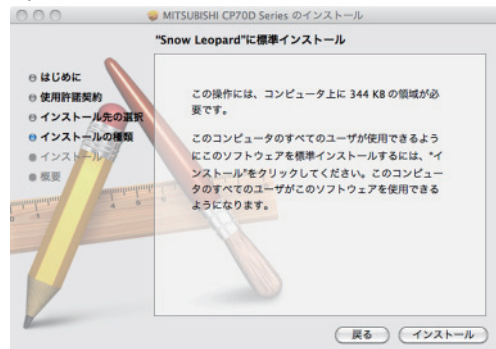 MITSUBISHI CP70D Series のインストール
"Snow Leopard"に標準インストール
はじめに
使用許諾契約
インストール先の選択
インストールの種類
インストール
概要
この操作には、コンピュータ上に 344 KB の領域が必
要です。
このコンピュータのすべてのユーザが使用できるよう
にこのソフトウェアを標準インストールするには、"イ
ンストール"をクリックしてください。このコンピュー
タのすべてのユーザがこのソフトウェアを使用できる
ようになります。
戻る
インストール